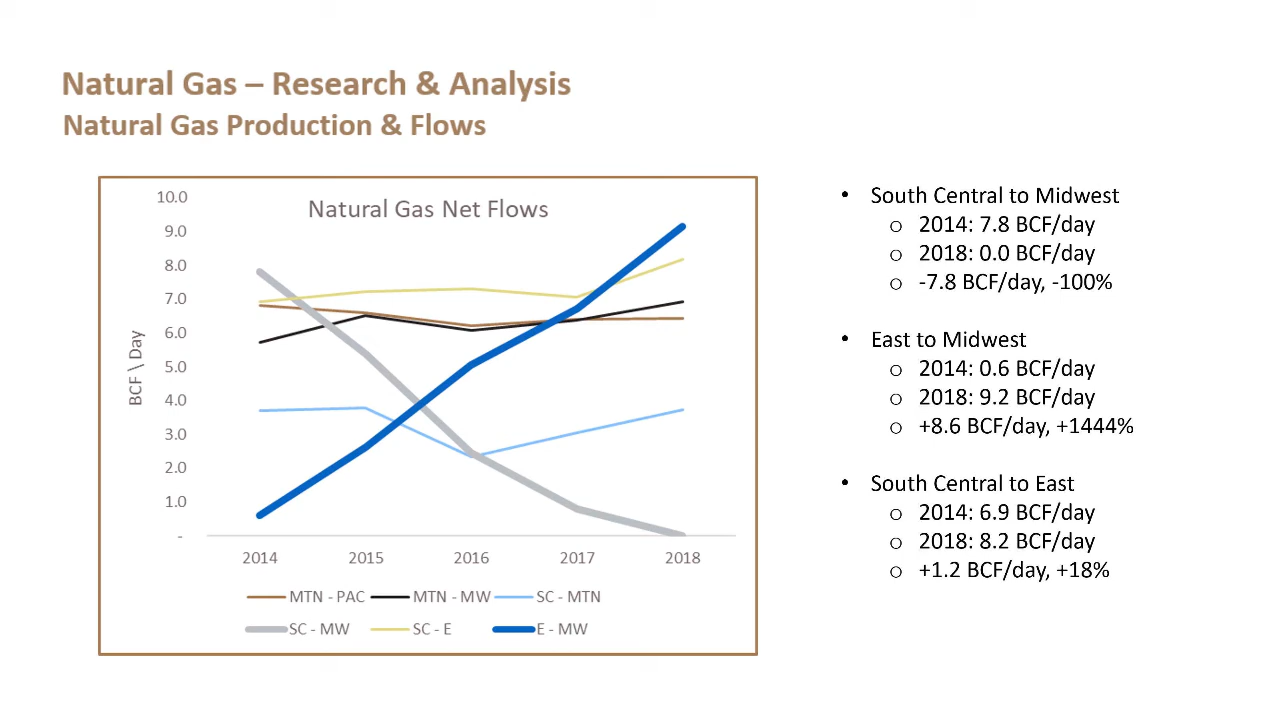 Natural Gas – Research & Analysis
Natural Gas Production & Flows
Natural Gas Net Flows
10.0
9.0
8.0
7.0
6.0
5.0
4.0
3.0
2.0
1.0
-
BCF \ Day
2014 2015 2016 2017 2018
MTN - PAC MTN - MW SC - MTN
SC - MW SC - E E - MW
• South Central to Midwest
o 2014: 7.8 BCF/day
o 2018: 0.0 BCF/day
o -7.8 BCF/day, -100%
• East to Midwest
o 2014: 0.6 BCF/day
o 2018: 9.2 BCF/day
o +8.6 BCF/day, +1444%
• South Central to East
o 2014: 6.9 BCF/day
o 2018: 8.2 BCF/day
o +1.2 BCF/day, +18%